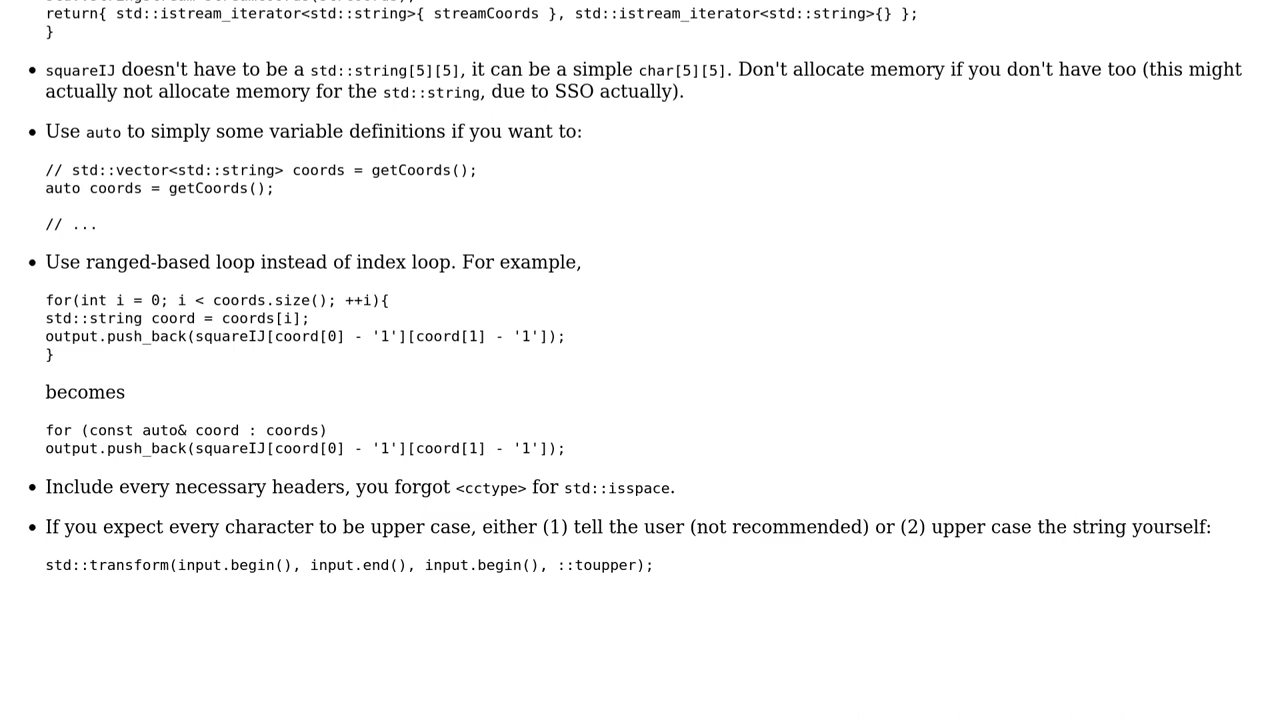 return{ std::istream_iterator<std::string>{ streamCoords }, std::istream_iterator<std::string>{} };
}
• squareIJ doesn't have to be a std::string[5][5], it can be a simple char[5][5]. Don't allocate memory if you don't have too (this might
actually not allocate memory for the std::string, due to SSO actually).
• Use auto to simply some variable definitions if you want to:
// std::vector<std::string> coords = getCoords();
auto coords = getCoords();
// ...
• Use ranged-based loop instead of index loop. For example,
for(int i = 0; i < coords.size(); ++i){
std::string coord = coords[i];
output.push_back(squareIJ[coord[0] - '1'][coord[1] - '1']);
}
becomes
for (const auto& coord : coords)
output.push_back(squareIJ[coord[0] - '1'][coord[1] - '1']);
• Include every necessary headers, you forgot <cctype> for std::isspace.
• If you expect every character to be upper case, either (1) tell the user (not recommended) or (2) upper case the string yourself:
std::transform(input.begin(), input.end(), input.begin(), ::toupper);